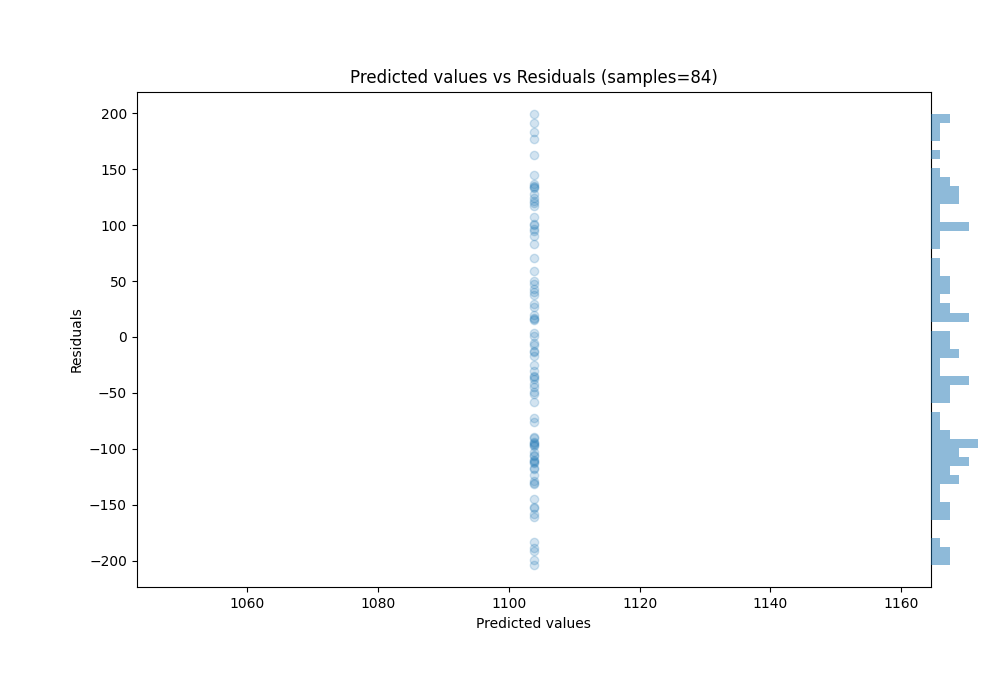 Predicted values vs Residuals (samples=84)
200
150
100
50
0
−50
−100
−150
−200
Residuals
1060 1080 1100 1120 1140 1160
Predicted values